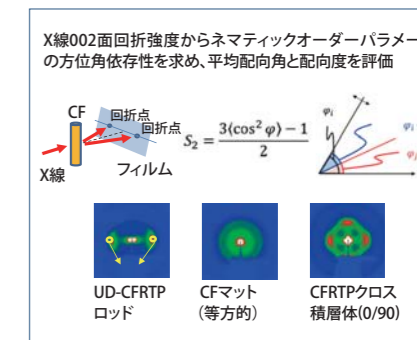 X線002面回折強度からネマティックオーダーパラメー
の方位角依存性を求め、平均配向角と配向度を評価
CF
回折点
回折点
X線
フィルム
S₂ = 3⟨cos² φ⟩ − 1 / 2
φᵢ
φᵢ
φⱼ
UD-CFRTP
ロッド
CFマット
(等方的)
CFRTPクロス
積層体(0/90)